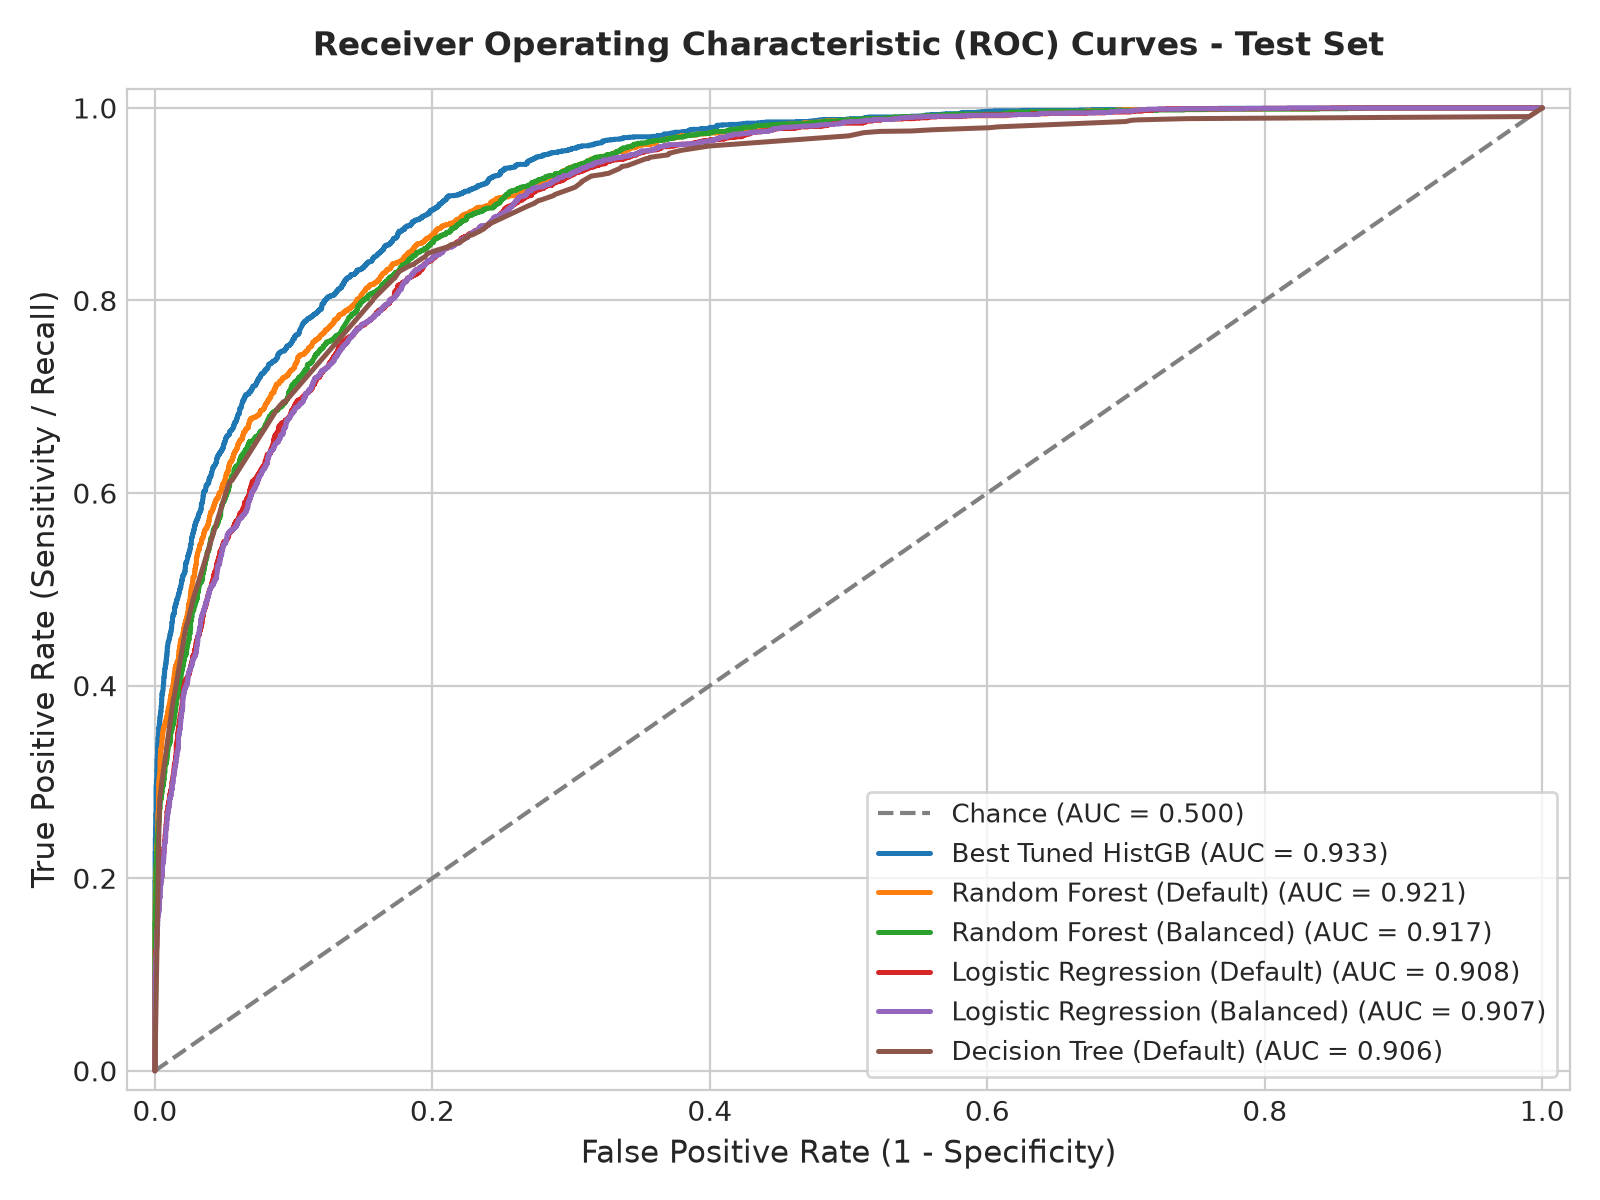 Receiver Operating Characteristic (ROC) Curves - Test Set
True Positive Rate (Sensitivity / Recall)
1.0
0.8
0.6
0.4
0.2
0.0
Chance (AUC = 0.500)
Best Tuned HistGB (AUC = 0.933)
Random Forest (Default) (AUC = 0.921)
Random Forest (Balanced) (AUC = 0.917)
Logistic Regression (Default) (AUC = 0.908)
Logistic Regression (Balanced) (AUC = 0.907)
Decision Tree (Default) (AUC = 0.906)
0.0 0.2 0.4 0.6 0.8 1.0
False Positive Rate (1 - Specificity)